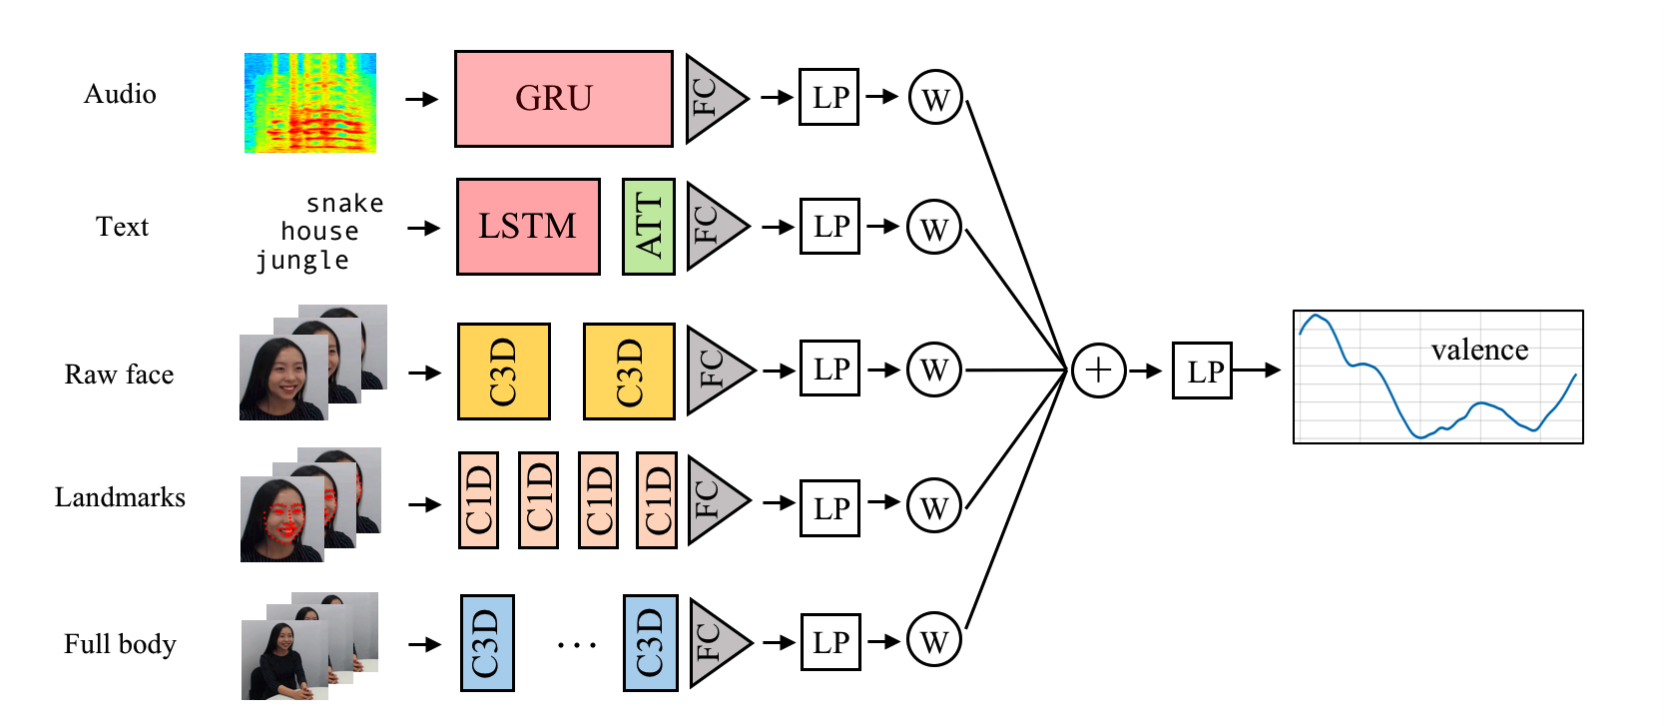 Audio
GRU
FC
LP
W
snake
Text
house
jungle
LSTM
ATT
FC
LP
W
Raw face
C3D
C3D
FC
LP
W
+
LP
valence
Landmarks
C1D
C1D
C1D
C1D
FC
LP
W
Full body
C3D
...
C3D
FC
LP
W